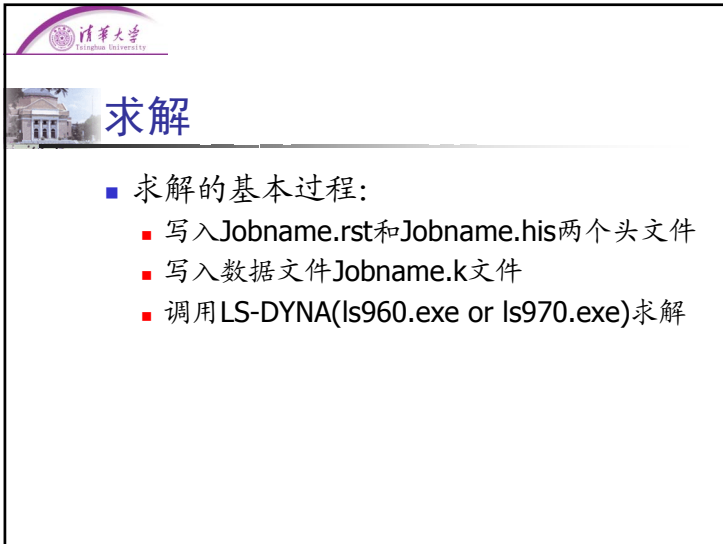 清华大学
Tsinghua University
求解
求解的基本过程:
写入Jobname.rst和Jobname.his两个头文件
写入数据文件Jobname.k文件
调用LS-DYNA(ls960.exe or ls970.exe)求解